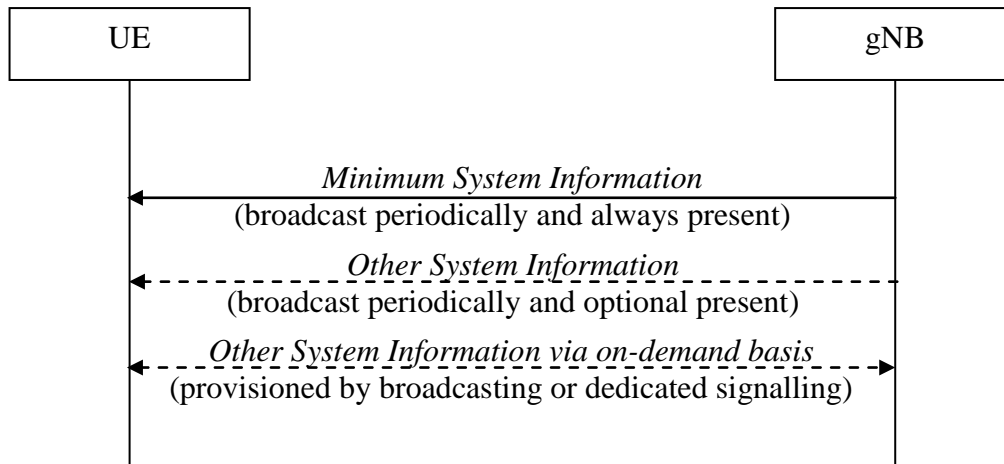 UE
gNB
Minimum System Information
(broadcast periodically and always present)
Other System Information
(broadcast periodically and optional present)
Other System Information via on-demand basis
(provisioned by broadcasting or dedicated signalling)